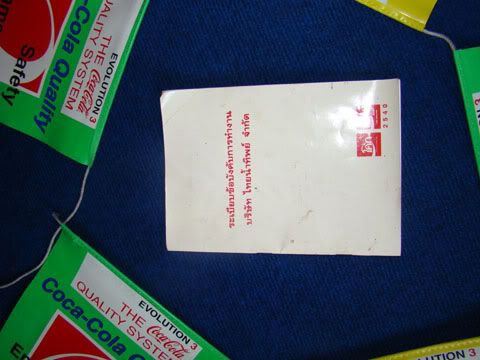 ระเบียบข้อบังคับการทำงาน
บริษัท ไทยน้ำทิพย์ จำกัด
2540
Safety
Coca-Cola Quality
QUALITY SYSTEM
THE Coca-Cola
EVOLUTION 3
EVOLUTION 3
THE Coca-Cola
QUALITY SYSTEM
Coca-Cola
EVOLUTION 3